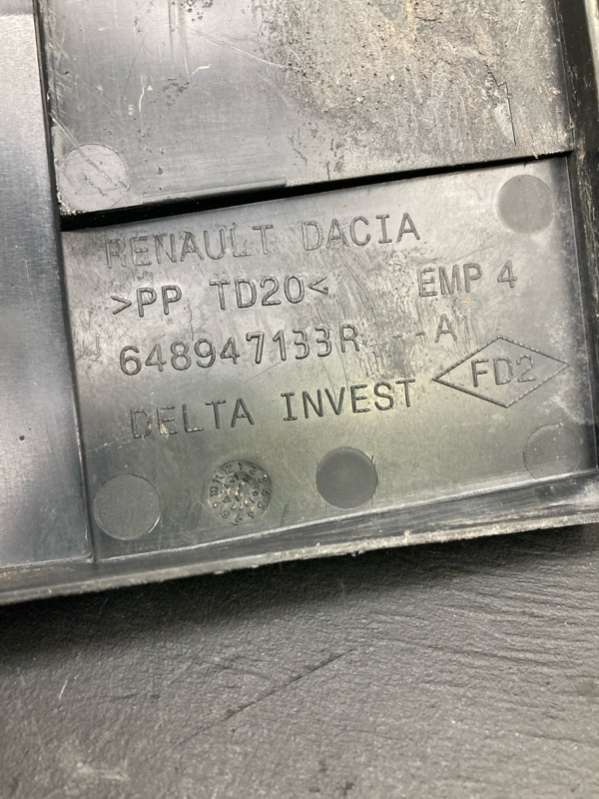 RENAULT DACIA
>PP TD20< EMP 4
648947133R --A
FD2
DELTA INVEST